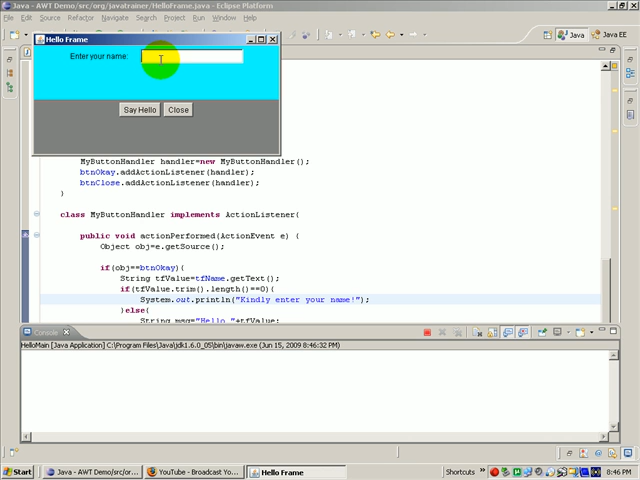 Java - AWT Demo/src/org/javatrainer/HelloFrame.java - Eclipse Platform
File Edit Source Refactor Navigate Search Project Run Window Help
Java Java EE
Hello Frame
Enter your name:
Say Hello Close
MyButtonHandler handler=new MyButtonHandler();
btnOkay.addActionListener(handler);
btnClose.addActionListener(handler);
}
class MyButtonHandler implements ActionListener{
public void actionPerformed(ActionEvent e) {
Object obj=e.getSource();
if(obj==btnOkay){
String tfValue=tfName.getText();
if(tfValue.trim().length()==0){
System.out.println("Kindly enter your name!");
}else{
String msg="Hello "+tfValue;
Console
HelloMain [Java Application] C:\Program Files\Java\jdk1.6.0_05\bin\javaw.exe (Jun 15, 2009 8:46:32 PM)
Start Java - AWT Demo/src/or... YouTube - Broadcast Yo... Hello Frame Shortcuts 8:46 PM